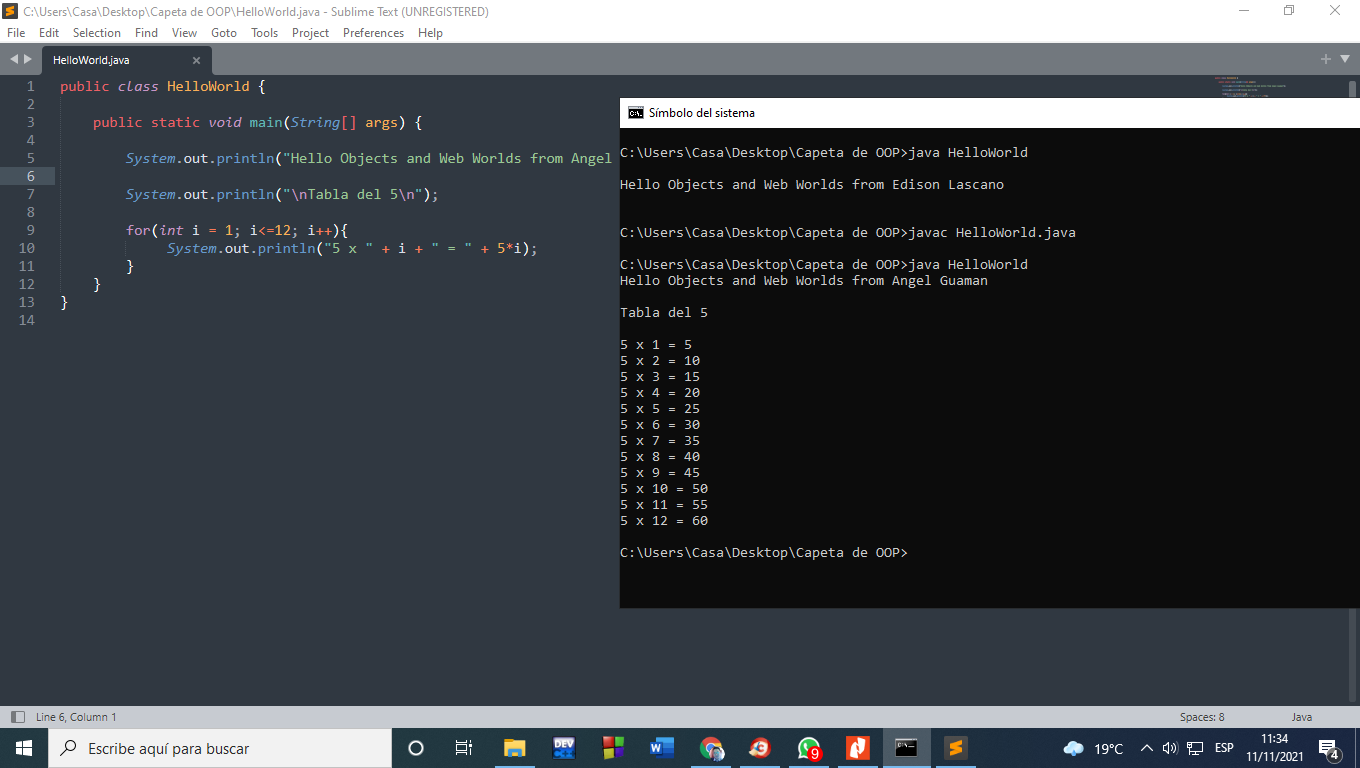 C:\Users\Casa\Desktop\Capeta de OOP\HelloWorld.java - Sublime Text (UNREGISTERED)
File Edit Selection Find View Goto Tools Project Preferences Help
HelloWorld.java
1 public class HelloWorld {
2
3 public static void main(String[] args) {
4
5 System.out.println("Hello Objects and Web Worlds from Angel
6
7 System.out.println("\nTabla del 5\n");
8
9 for(int i = 1; i<=12; i++){
10 System.out.println("5 x " + i + " = " + 5*i);
11 }
12 }
13 }
14
Símbolo del sistema
C:\Users\Casa\Desktop\Capeta de OOP>java HelloWorld
Hello Objects and Web Worlds from Edison Lascano
C:\Users\Casa\Desktop\Capeta de OOP>javac HelloWorld.java
C:\Users\Casa\Desktop\Capeta de OOP>java HelloWorld
Hello Objects and Web Worlds from Angel Guaman
Tabla del 5
5 x 1 = 5
5 x 2 = 10
5 x 3 = 15
5 x 4 = 20
5 x 5 = 25
5 x 6 = 30
5 x 7 = 35
5 x 8 = 40
5 x 9 = 45
5 x 10 = 50
5 x 11 = 55
5 x 12 = 60
C:\Users\Casa\Desktop\Capeta de OOP>
Line 6, Column 1 Spaces: 8 Java
Escribe aquí para buscar
DEV
9
19°C
ESP
11:34
11/11/2021
4